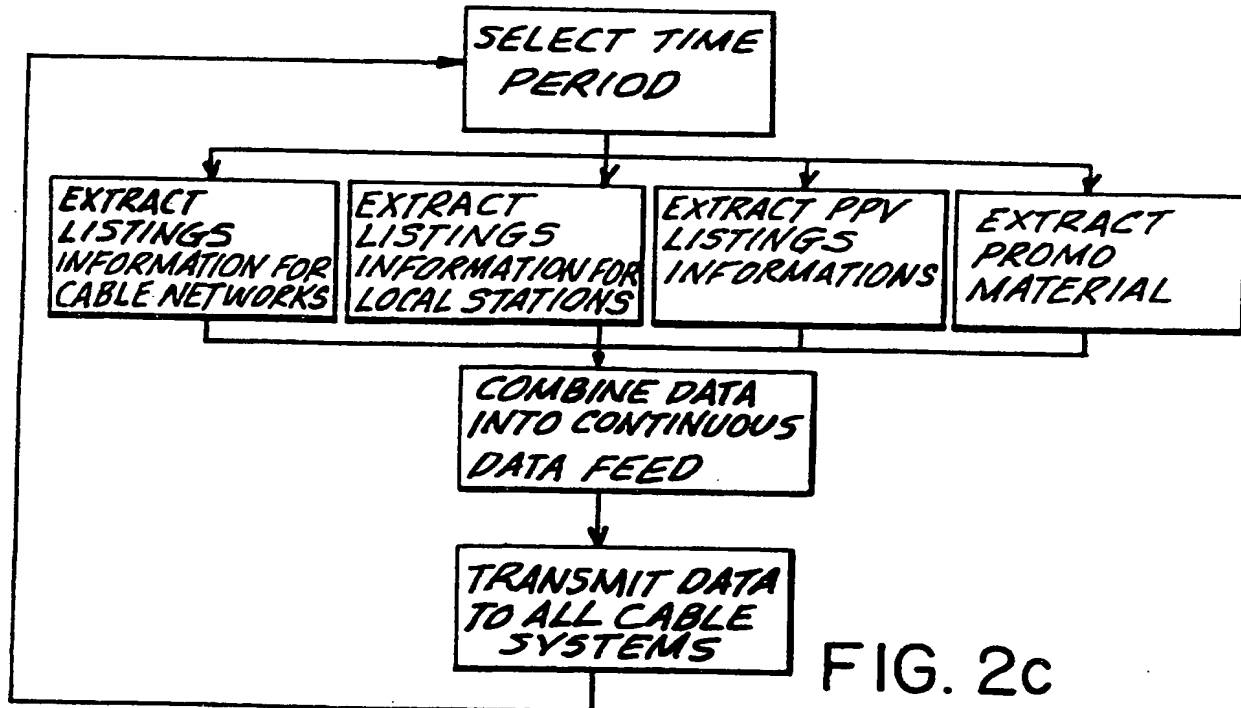 SELECT TIME
PERIOD
EXTRACT
LISTINGS
INFORMATION FOR
CABLE NETWORKS
EXTRACT
LISTINGS
INFORMATION FOR
LOCAL STATIONS
EXTRACT PPV
LISTINGS
INFORMATIONS
EXTRACT
PROMO
MATERIAL
COMBINE DATA
INTO CONTINUOUS
DATA FEED
TRANSMIT DATA
TO ALL CABLE
SYSTEMS
FIG. 2c